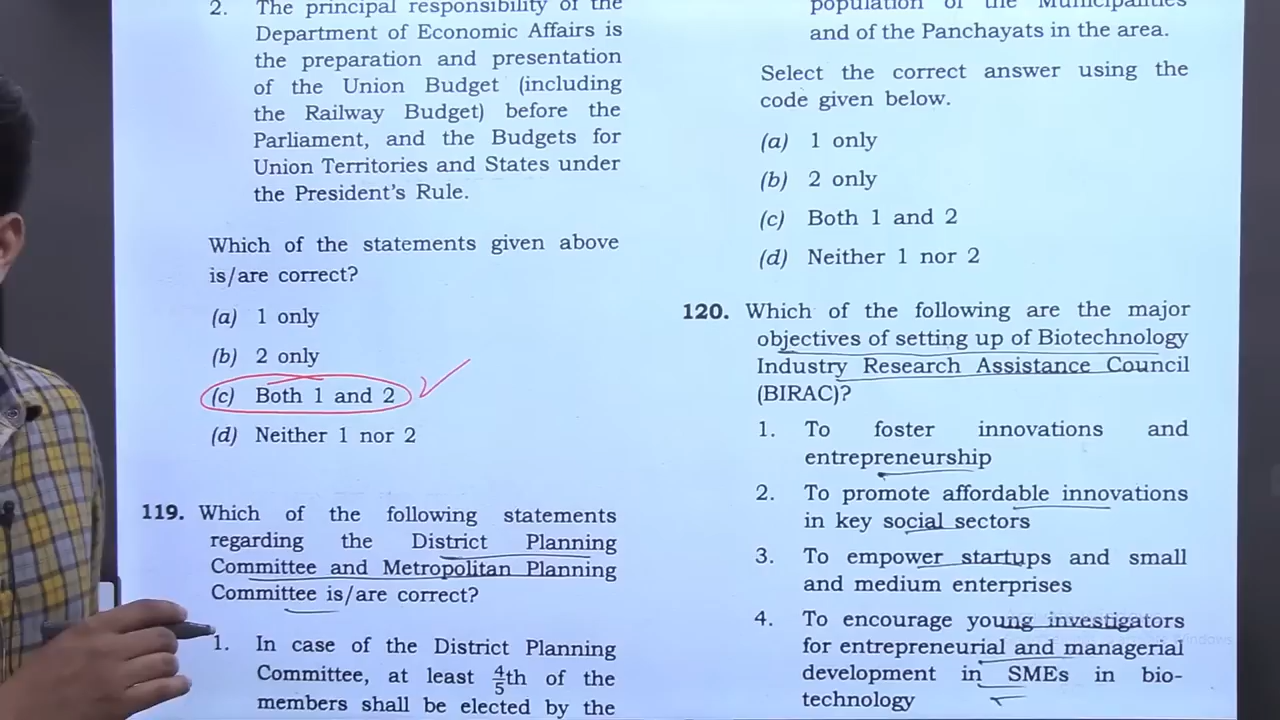 2. The principal responsibility of the
Department of Economic Affairs is
the preparation and presentation
of the Union Budget (including
the Railway Budget) before the
Parliament, and the Budgets for
Union Territories and States under
the President's Rule.
Which of the statements given above
is/are correct?
(a) 1 only
(b) 2 only
(c) Both 1 and 2
(d) Neither 1 nor 2
119. Which of the following statements
regarding the District Planning
Committee and Metropolitan Planning
Committee is/are correct?
1. In case of the District Planning
Committee, at least 4/5th of the
members shall be elected by the
population of the Municipalities
and of the Panchayats in the area.
Select the correct answer using the
code given below.
(a) 1 only
(b) 2 only
(c) Both 1 and 2
(d) Neither 1 nor 2
120. Which of the following are the major
objectives of setting up of Biotechnology
Industry Research Assistance Council
(BIRAC)?
1. To foster innovations and
entrepreneurship
2. To promote affordable innovations
in key social sectors
3. To empower startups and small
and medium enterprises
4. To encourage young investigators
for entrepreneurial and managerial
development in SMEs in bio-
technology